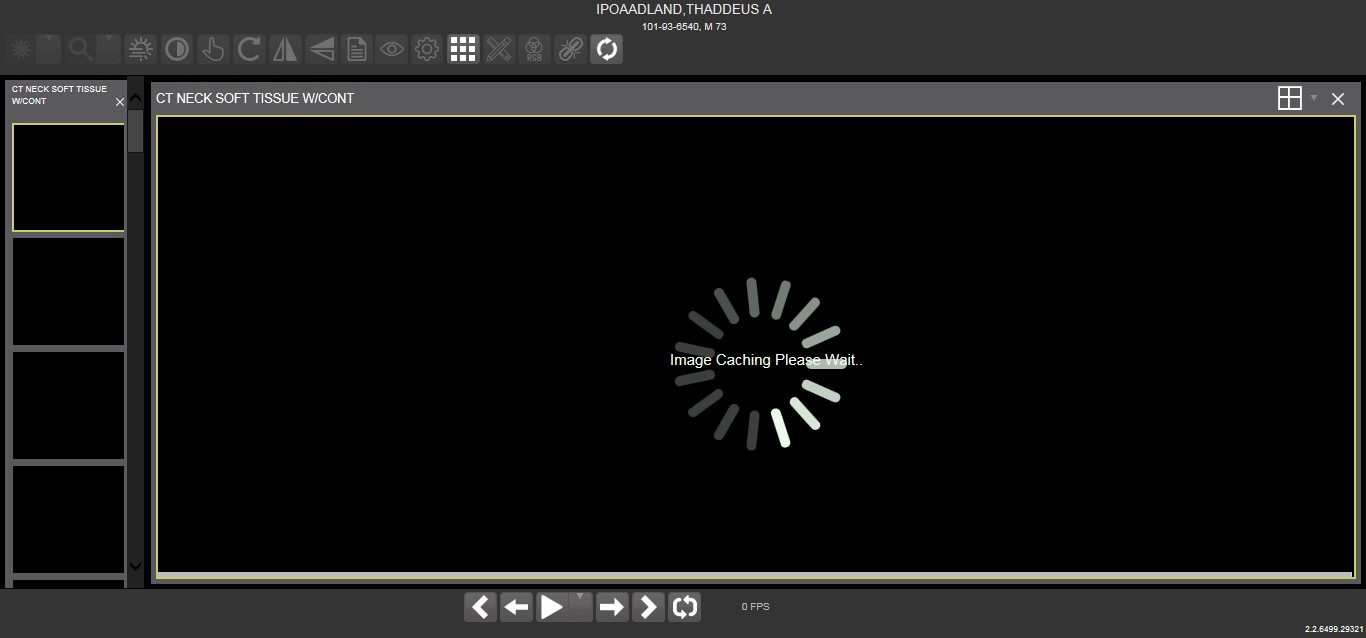 IPOAADLAND,THADDEUS A
101-93-6540, M 73
RGB
CT NECK SOFT TISSUE
W/CONT
CT NECK SOFT TISSUE W/CONT
Image Caching Please Wait..
0 FPS
2.2.6499.29321